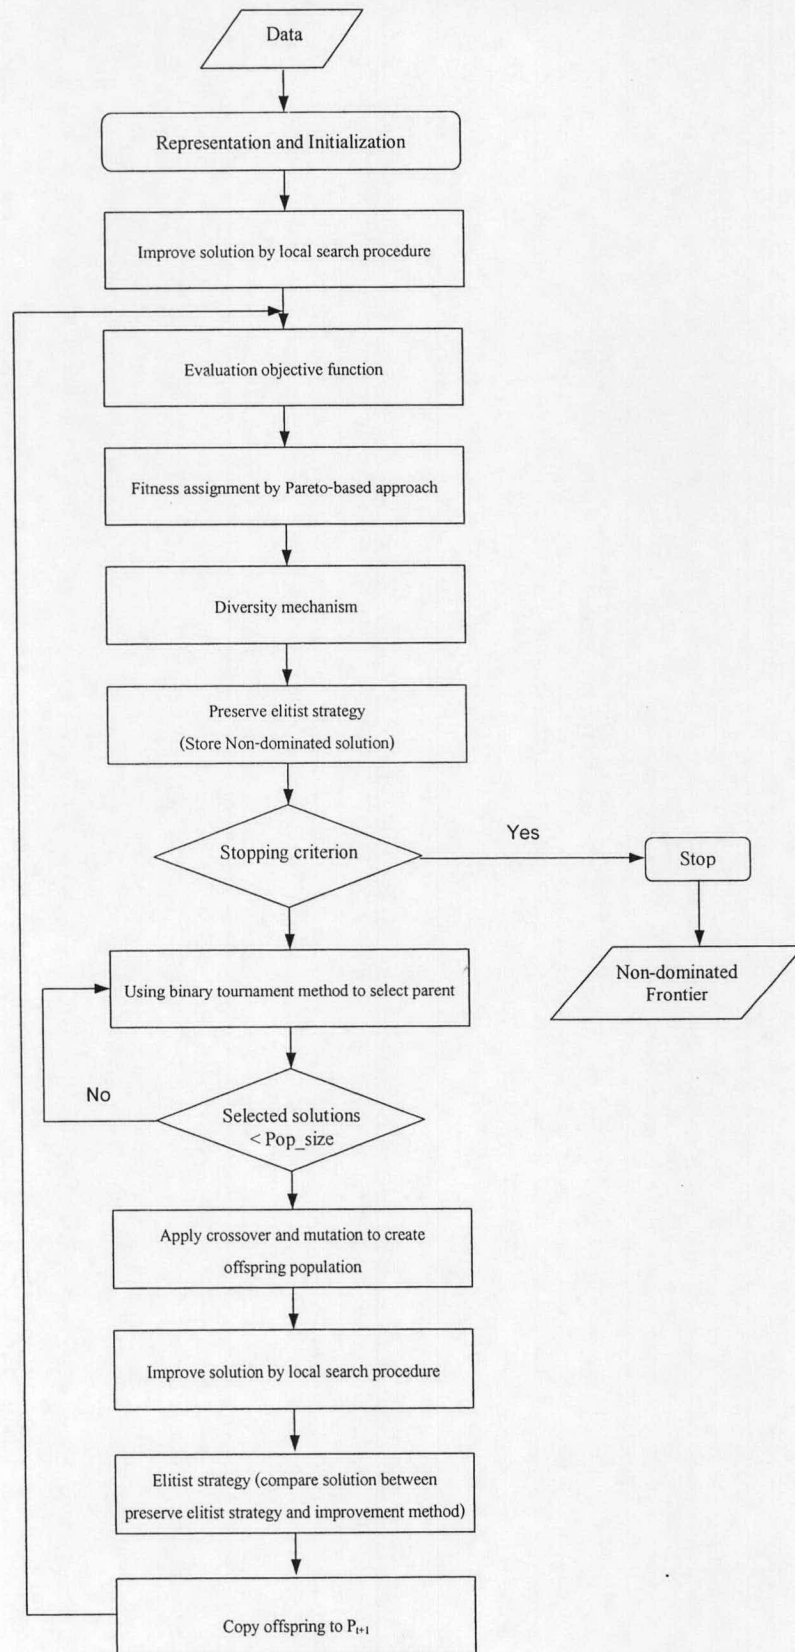 Data
Representation and Initialization
Improve solution by local search procedure
Evaluation objective function
Fitness assignment by Pareto-based approach
Diversity mechanism
Preserve elitist strategy
(Store Non-dominated solution)
Stopping criterion
Yes
Stop
Non-dominated
Frontier
Using binary tournament method to select parent
No
Selected solutions
< Pop_size
Apply crossover and mutation to create
offspring population
Improve solution by local search procedure
Elitist strategy (compare solution between
preserve elitist strategy and improvement method)
Copy offspring to Pt+1